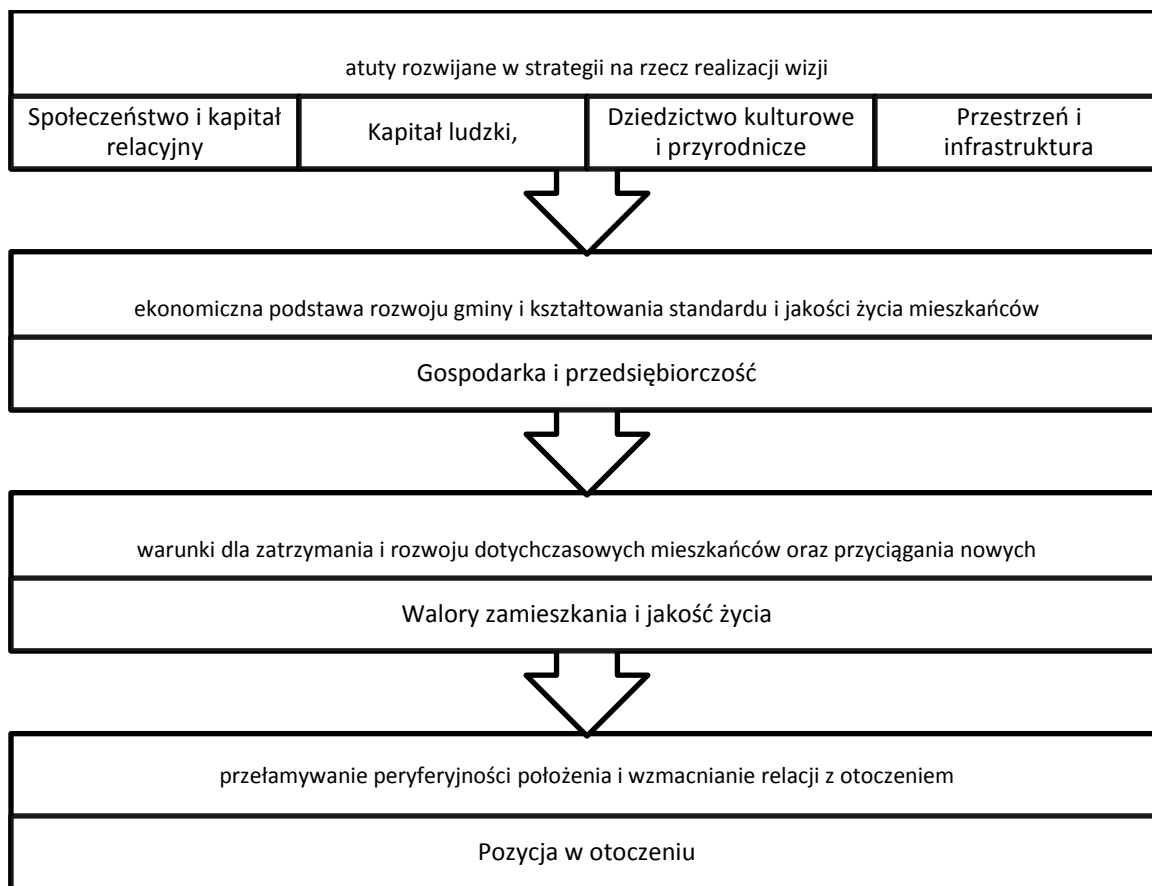 atuty rozwijane w strategii na rzecz realizacji wizji
Społeczeństwo i kapitał
relacyjny
Kapitał ludzki,
Dziedzictwo kulturowe
i przyrodnicze
Przestrzeń i
infrastruktura
ekonomiczna podstawa rozwoju gminy i kształtowania standardu i jakości życia mieszkańców
Gospodarka i przedsiębiorczość
warunki dla zatrzymania i rozwoju dotychczasowych mieszkańców oraz przyciągania nowych
Walory zamieszkania i jakość życia
przełamywanie peryferyjności położenia i wzmacnianie relacji z otoczeniem
Pozycja w otoczeniu